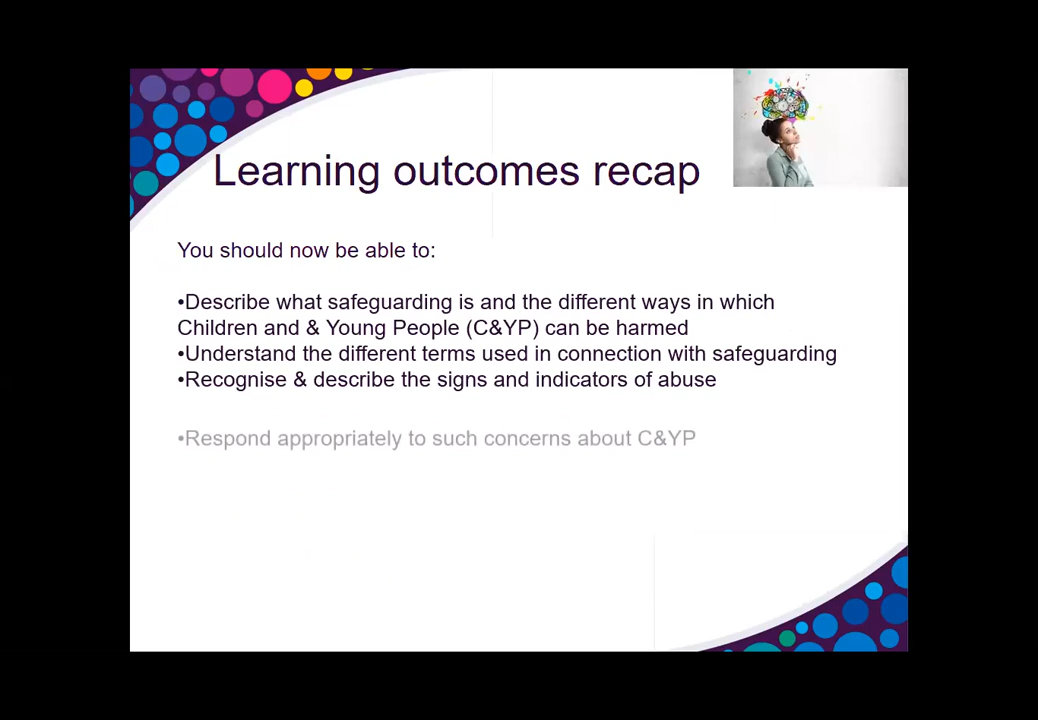 Learning outcomes recap
You should now be able to:
•Describe what safeguarding is and the different ways in which
Children and & Young People (C&YP) can be harmed
•Understand the different terms used in connection with safeguarding
•Recognise & describe the signs and indicators of abuse
•Respond appropriately to such concerns about C&YP